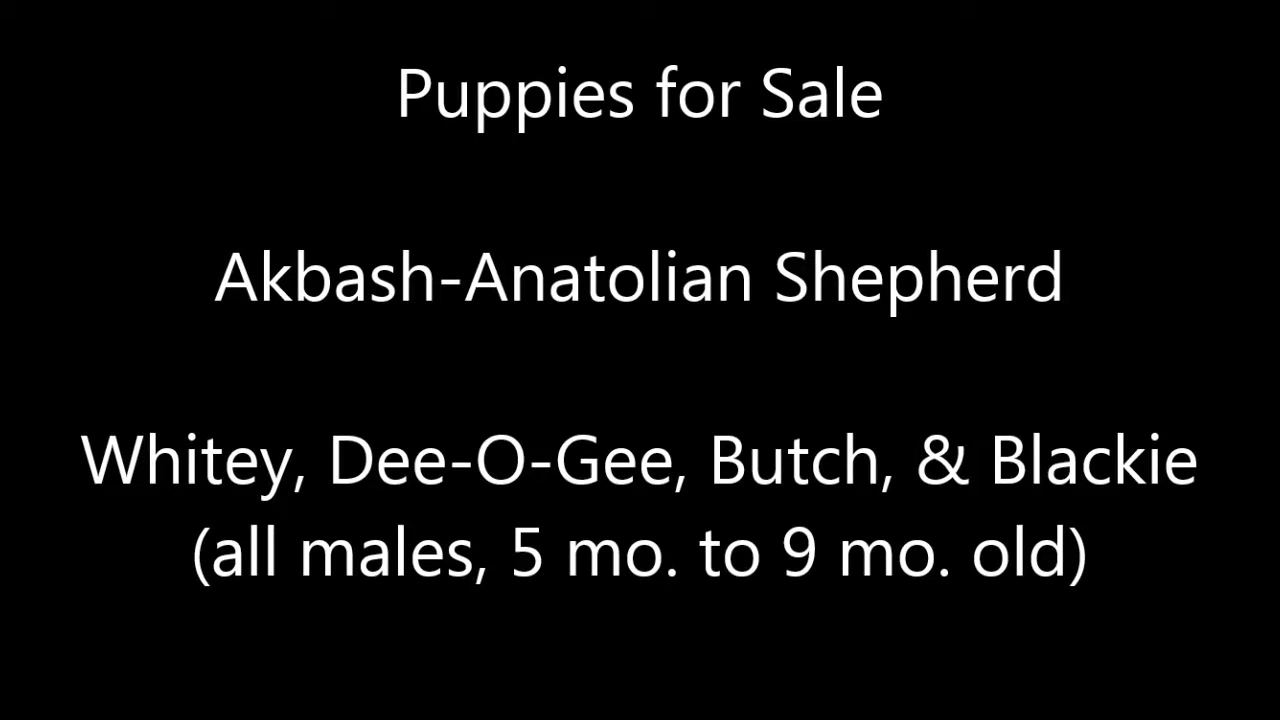 Puppies for Sale
Akbash-Anatolian Shepherd
Whitey, Dee-O-Gee, Butch, & Blackie
(all males, 5 mo. to 9 mo. old)